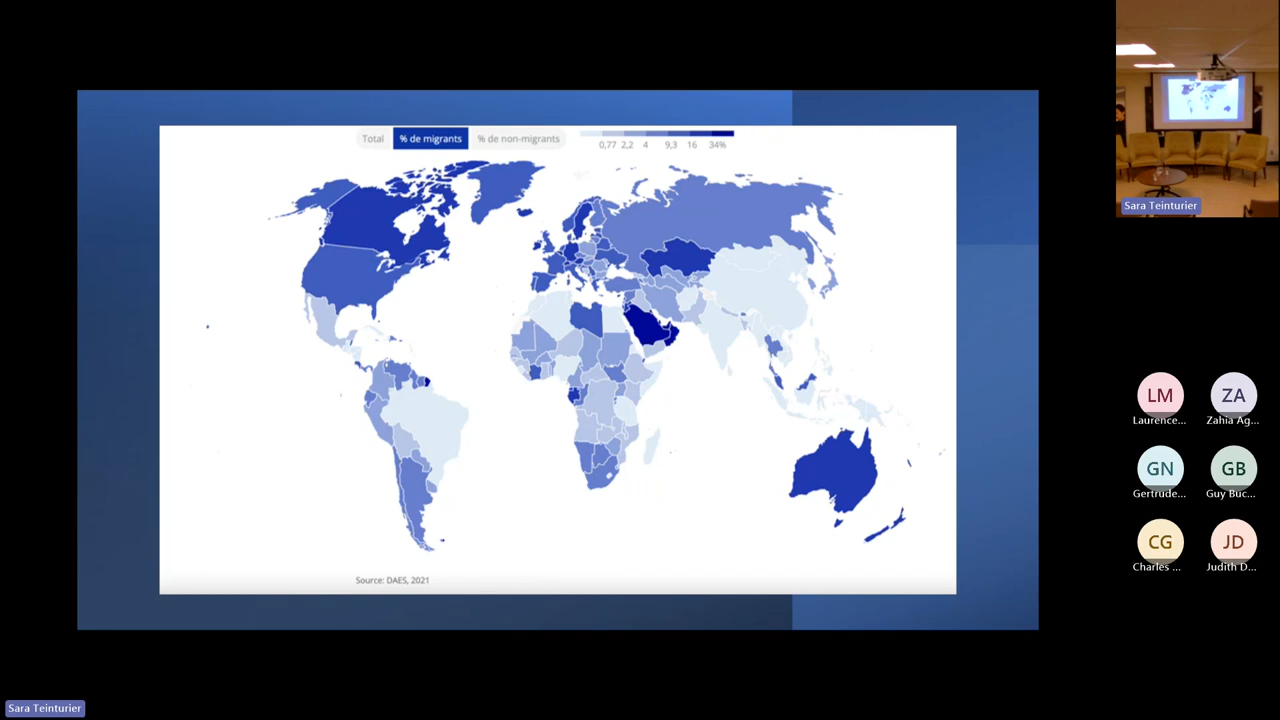 Total % de migrants % de non-migrants
0,77 2,2 4 9,3 16 34%
Source: DAES, 2021
Sara Teinturier
LM ZA
Laurence... Zahia Ag...
GN GB
Gertrude... Guy Buc...
CG JD
Charles ... Judith D...
Sara Teinturier